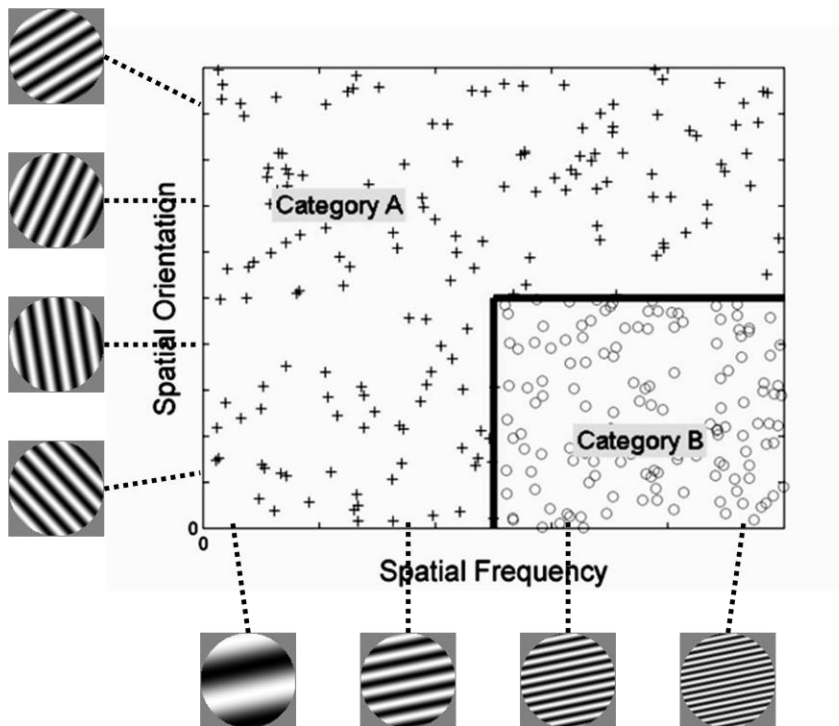 Category A
Spatial Orientation
Category B
0
0
Spatial Frequency